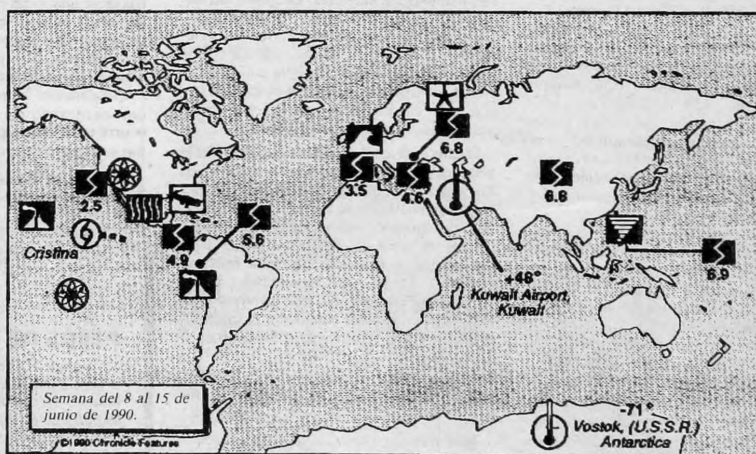 6.8
3.5
4.6
6.8
2.5
Cristina
4.9
5.6
6.9
+48°
Kuwait Airport,
Kuwait
Semana del 8 al 15 de
junio de 1990.
-71°
Vostok, (U.S.S.R.)
Antarctica
©1990 Chronicle Features